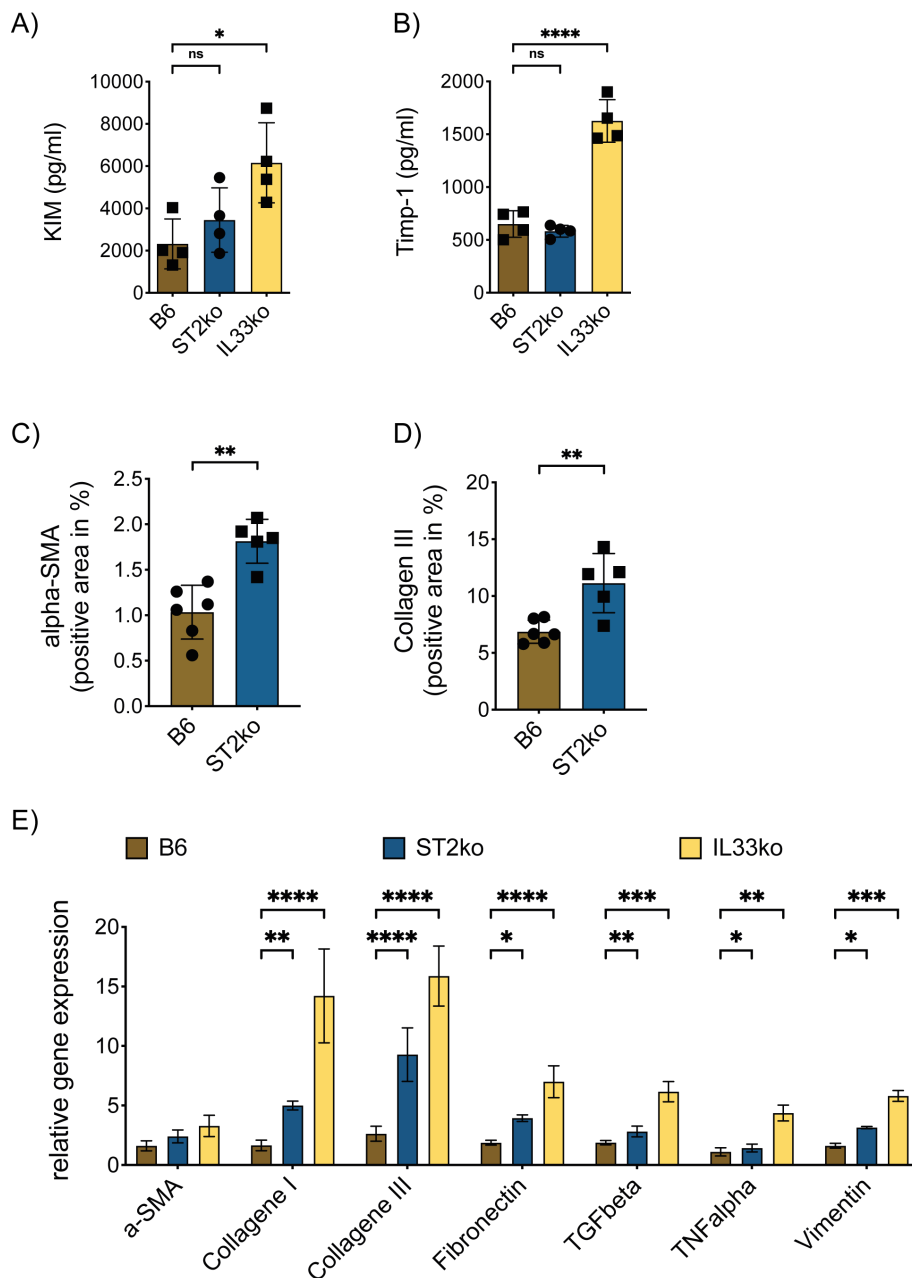 A)
*
ns
10000
8000
6000
4000
2000
0
KIM (pg/ml)
B6
ST2ko
IL33ko
B)
****
ns
2000
1500
1000
500
0
Timp-1 (pg/ml)
B6
ST2ko
IL33ko
C)
**
2.5
2.0
1.5
1.0
0.5
0.0
alpha-SMA
(positive area in %)
B6
ST2ko
D)
**
20
15
10
5
0
Collagen III
(positive area in %)
B6
ST2ko
E)
B6
ST2ko
IL33ko
**** **** **** *** ** ***
** **** * ** * *
20
15
10
5
0
relative gene expression
a-SMA
Collagene I
Collagene III
Fibronectin
TGFbeta
TNFalpha
Vimentin